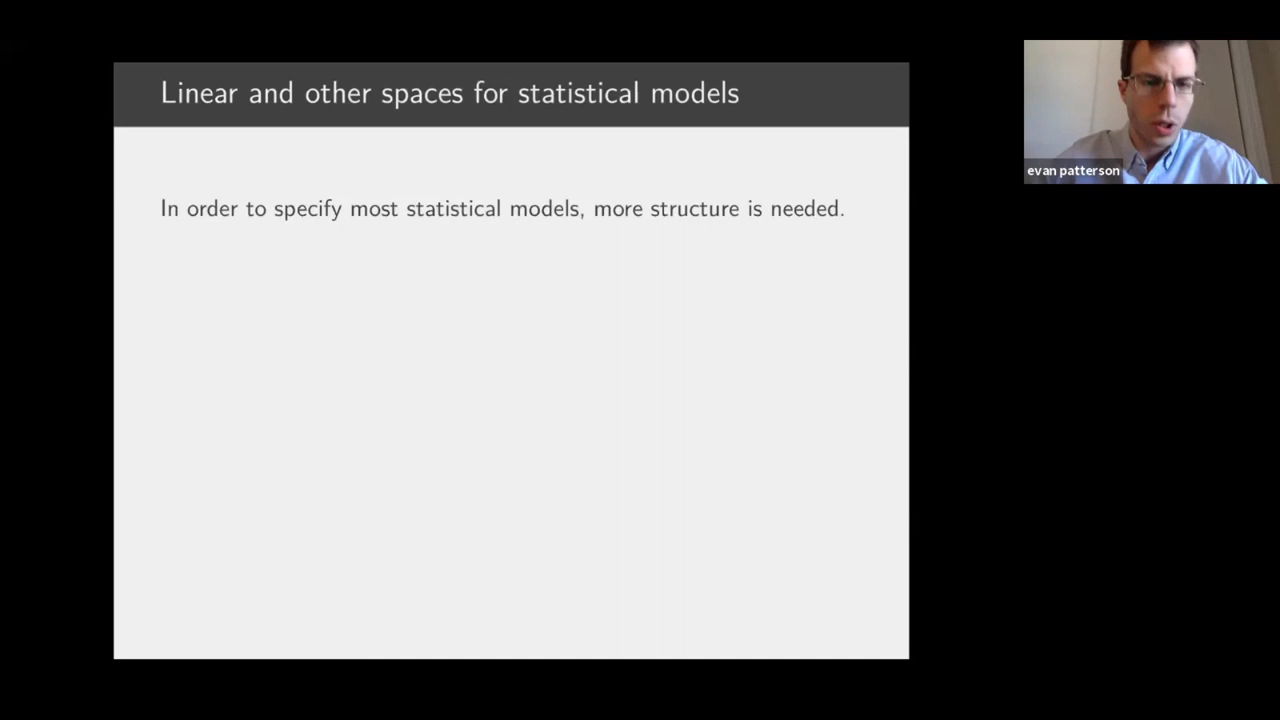 Linear and other spaces for statistical models
In order to specify most statistical models, more structure is needed.
evan patterson